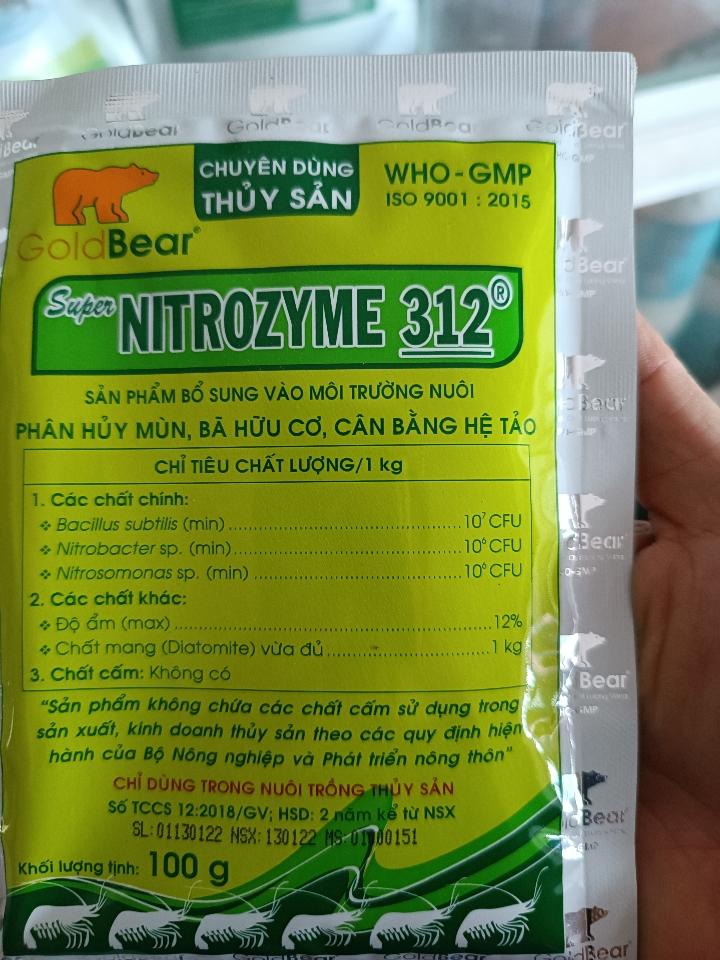 GoldBear®
CHUYÊN DÙNG
THỦY SẢN
WHO - GMP
ISO 9001 : 2015
Super NITROZYME 312®
SẢN PHẨM BỔ SUNG VÀO MÔI TRƯỜNG NUÔI
PHÂN HỦY MÙN, BÃ HỮU CƠ, CÂN BẰNG HỆ TẢO
CHỈ TIÊU CHẤT LƯỢNG/1 kg
1. Các chất chính:
❖ Bacillus subtilis (min)..........10⁷ CFU
❖ Nitrobacter sp. (min)..........10⁶ CFU
❖ Nitrosomonas sp. (min)..........10⁶ CFU
2. Các chất khác:
❖ Độ ẩm (max)..........12%
❖ Chất mang (Diatomite) vừa đủ..........1 kg
3. Chất cấm: Không có
"Sản phẩm không chứa các chất cấm sử dụng trong
sản xuất, kinh doanh thủy sản theo các quy định hiện
hành của Bộ Nông nghiệp và Phát triển nông thôn"
CHỈ DÙNG TRONG NUÔI TRỒNG THỦY SẢN
Số TCCS 12:2018/GV; HSD: 2 năm kể từ NSX
SL:01130122 NSX:130122 MS:01000151
Khối lượng tịnh: 100 g